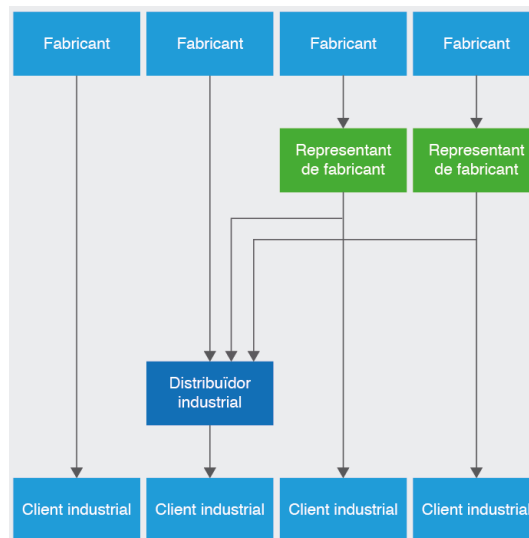 Fabricant
Fabricant
Fabricant
Fabricant
Representant
de fabricant
Representant
de fabricant
Distribuïdor
industrial
Client industrial
Client industrial
Client industrial
Client industrial